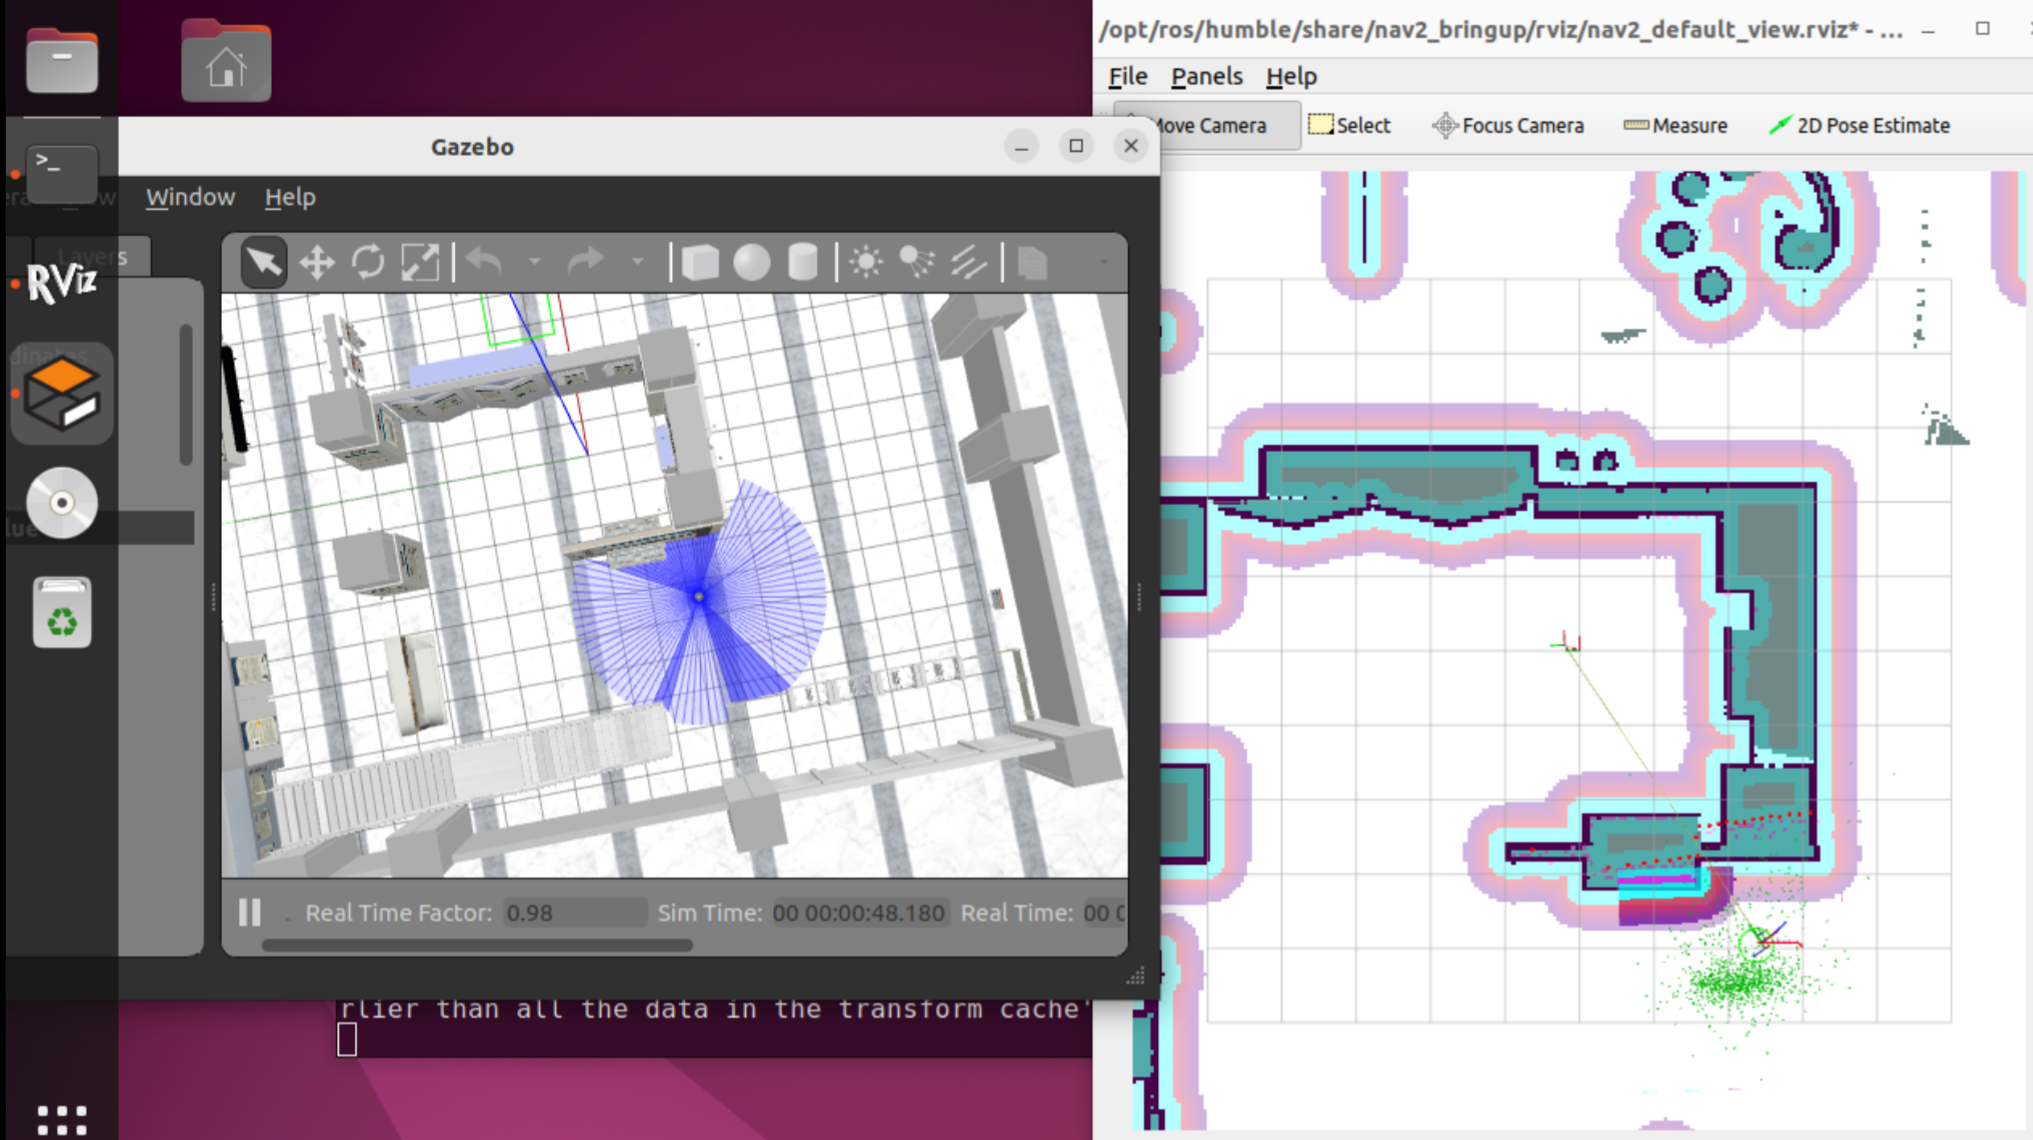 /opt/ros/humble/share/nav2_bringup/rviz/nav2_default_view.rviz* - ...
File Panels Help
Move Camera Select Focus Camera Measure 2D Pose Estimate
Gazebo
Window Help
Layers
>_
RViz
Real Time Factor: 0.98 Sim Time: 00 00:00:48.180 Real Time: 00 0
rlier than all the data in the transform cache'